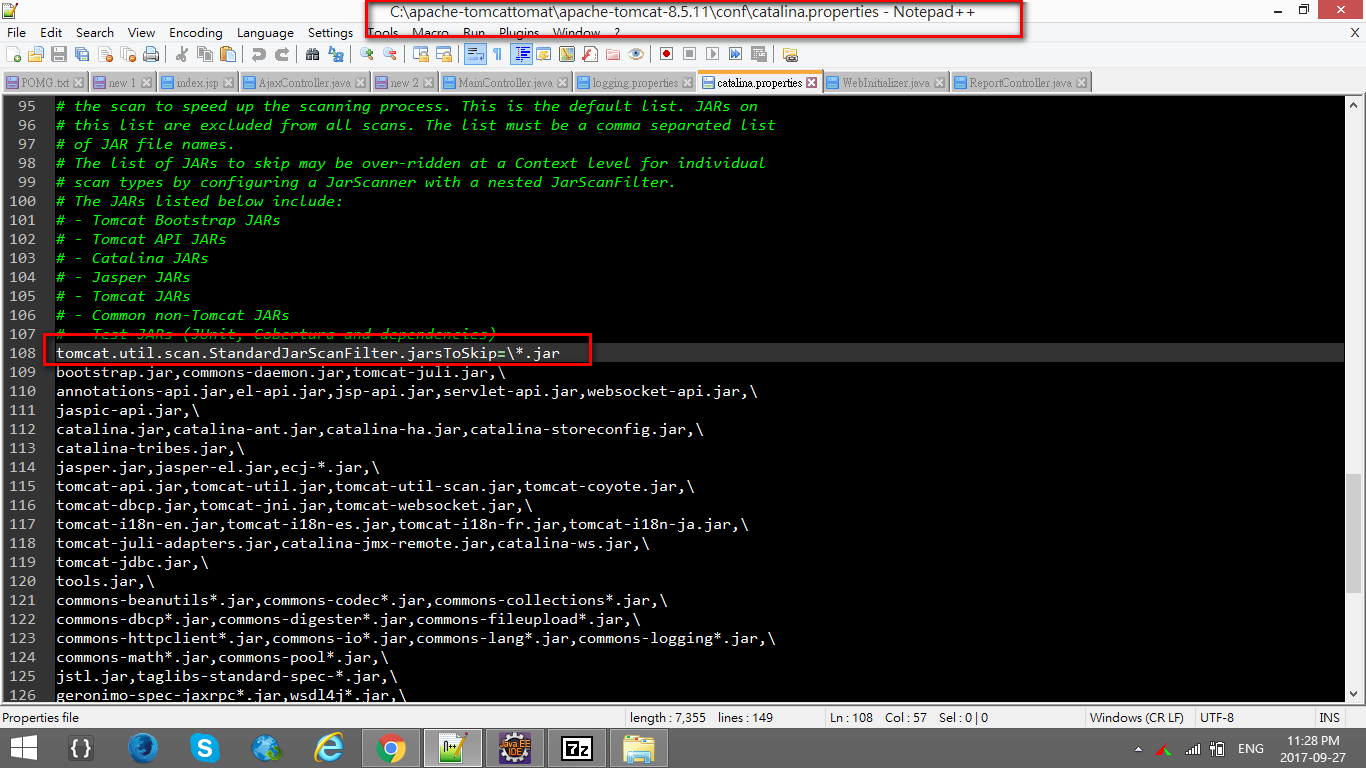 C:\apache-tomcattomat\apache-tomcat-8.5.11\conf\catalina.properties - Notepad++
File Edit Search View Encoding Language Settings Tools Macro Run Plugins Window ? X
POMG.txt new 1 index.jsp AjaxController.java new 2 MainController.java logging.properties catalina.properties WebInitializer.java ReportController.java
95 # the scan to speed up the scanning process. This is the default list. JARs on
96 # this list are excluded from all scans. The list must be a comma separated list
97 # of JAR file names.
98 # The list of JARs to skip may be over-ridden at a Context level for individual
99 # scan types by configuring a JarScanner with a nested JarScanFilter.
100 # The JARs listed below include:
101 # - Tomcat Bootstrap JARs
102 # - Tomcat API JARs
103 # - Catalina JARs
104 # - Jasper JARs
105 # - Tomcat JARs
106 # - Common non-Tomcat JARs
107 # - Test JARs (JUnit, Cobertura and dependencies)
108 tomcat.util.scan.StandardJarScanFilter.jarsToSkip=\*.jar
109 bootstrap.jar,commons-daemon.jar,tomcat-juli.jar,\
110 annotations-api.jar,el-api.jar,jsp-api.jar,servlet-api.jar,websocket-api.jar,\
111 jaspic-api.jar,\
112 catalina.jar,catalina-ant.jar,catalina-ha.jar,catalina-storeconfig.jar,\
113 catalina-tribes.jar,\
114 jasper.jar,jasper-el.jar,ecj-*.jar,\
115 tomcat-api.jar,tomcat-util.jar,tomcat-util-scan.jar,tomcat-coyote.jar,\
116 tomcat-dbcp.jar,tomcat-jni.jar,tomcat-websocket.jar,\
117 tomcat-i18n-en.jar,tomcat-i18n-es.jar,tomcat-i18n-fr.jar,tomcat-i18n-ja.jar,\
118 tomcat-juli-adapters.jar,catalina-jmx-remote.jar,catalina-ws.jar,\
119 tomcat-jdbc.jar,\
120 tools.jar,\
121 commons-beanutils*.jar,commons-codec*.jar,commons-collections*.jar,\
122 commons-dbcp*.jar,commons-digester*.jar,commons-fileupload*.jar,\
123 commons-httpclient*.jar,commons-io*.jar,commons-lang*.jar,commons-logging*.jar,\
124 commons-math*.jar,commons-pool*.jar,\
125 jstl.jar,taglibs-standard-spec-*.jar,\
126 geronimo-spec-jaxrpc*.jar,wsdl4j*.jar,\
Properties file length : 7,355 lines : 149 Ln : 108 Col : 57 Sel : 0 | 0 Windows (CR LF) UTF-8 INS
Java EE IDE 7z ENG 11:28 PM
2017-09-27